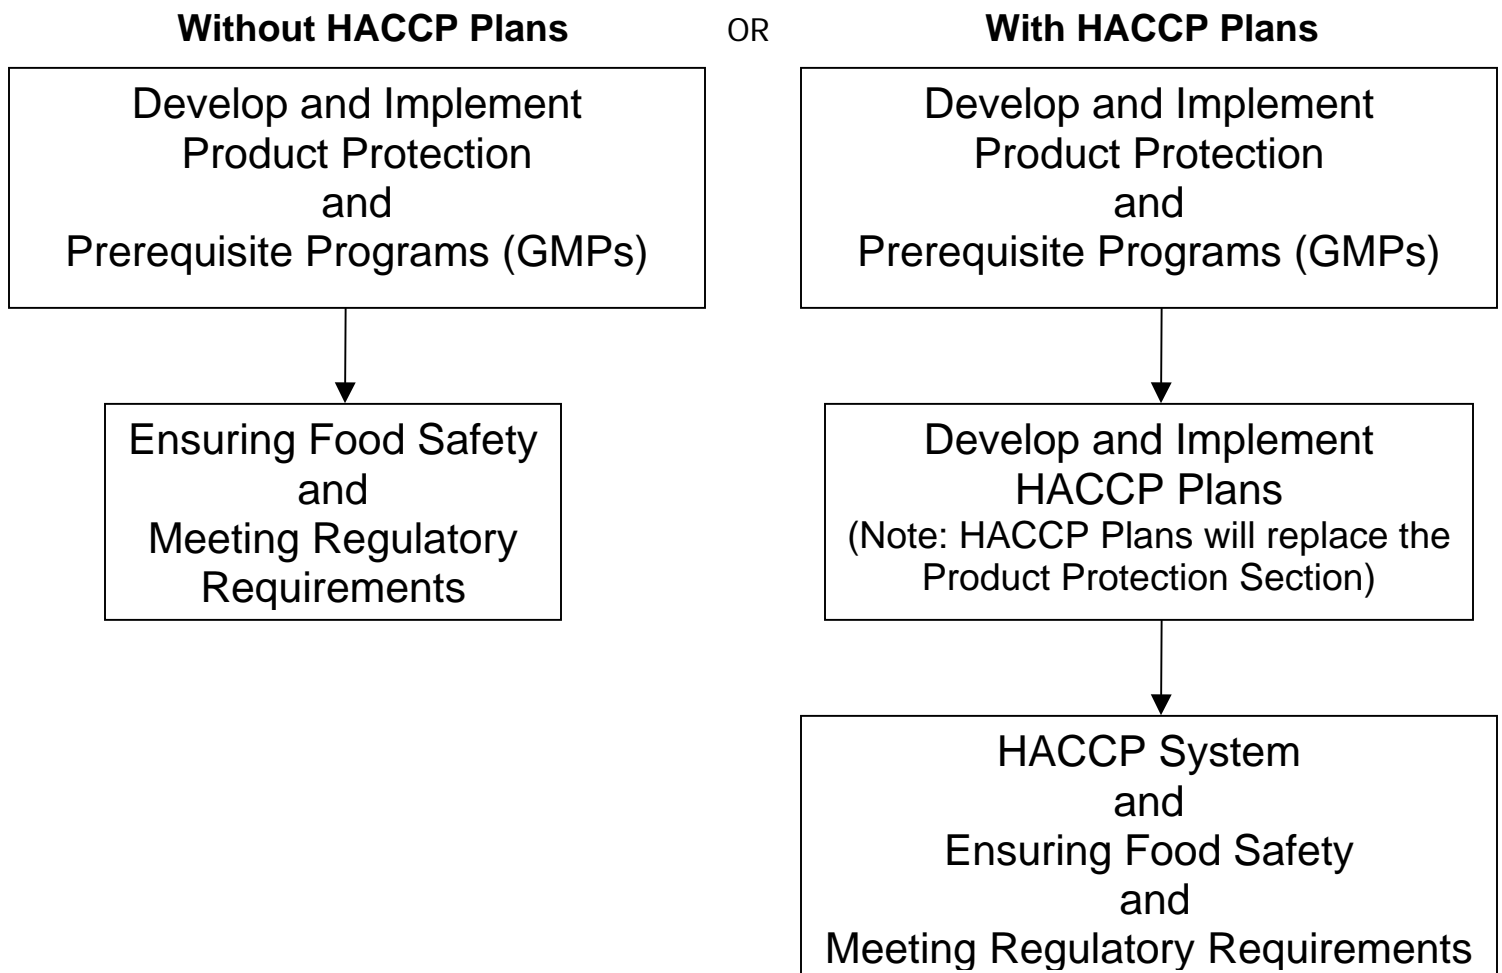 Without HACCP Plans
OR
With HACCP Plans
Develop and Implement
Product Protection
and
Prerequisite Programs (GMPs)
Ensuring Food Safety
and
Meeting Regulatory
Requirements
Develop and Implement
Product Protection
and
Prerequisite Programs (GMPs)
Develop and Implement
HACCP Plans
(Note: HACCP Plans will replace the
Product Protection Section)
HACCP System
and
Ensuring Food Safety
and
Meeting Regulatory Requirements